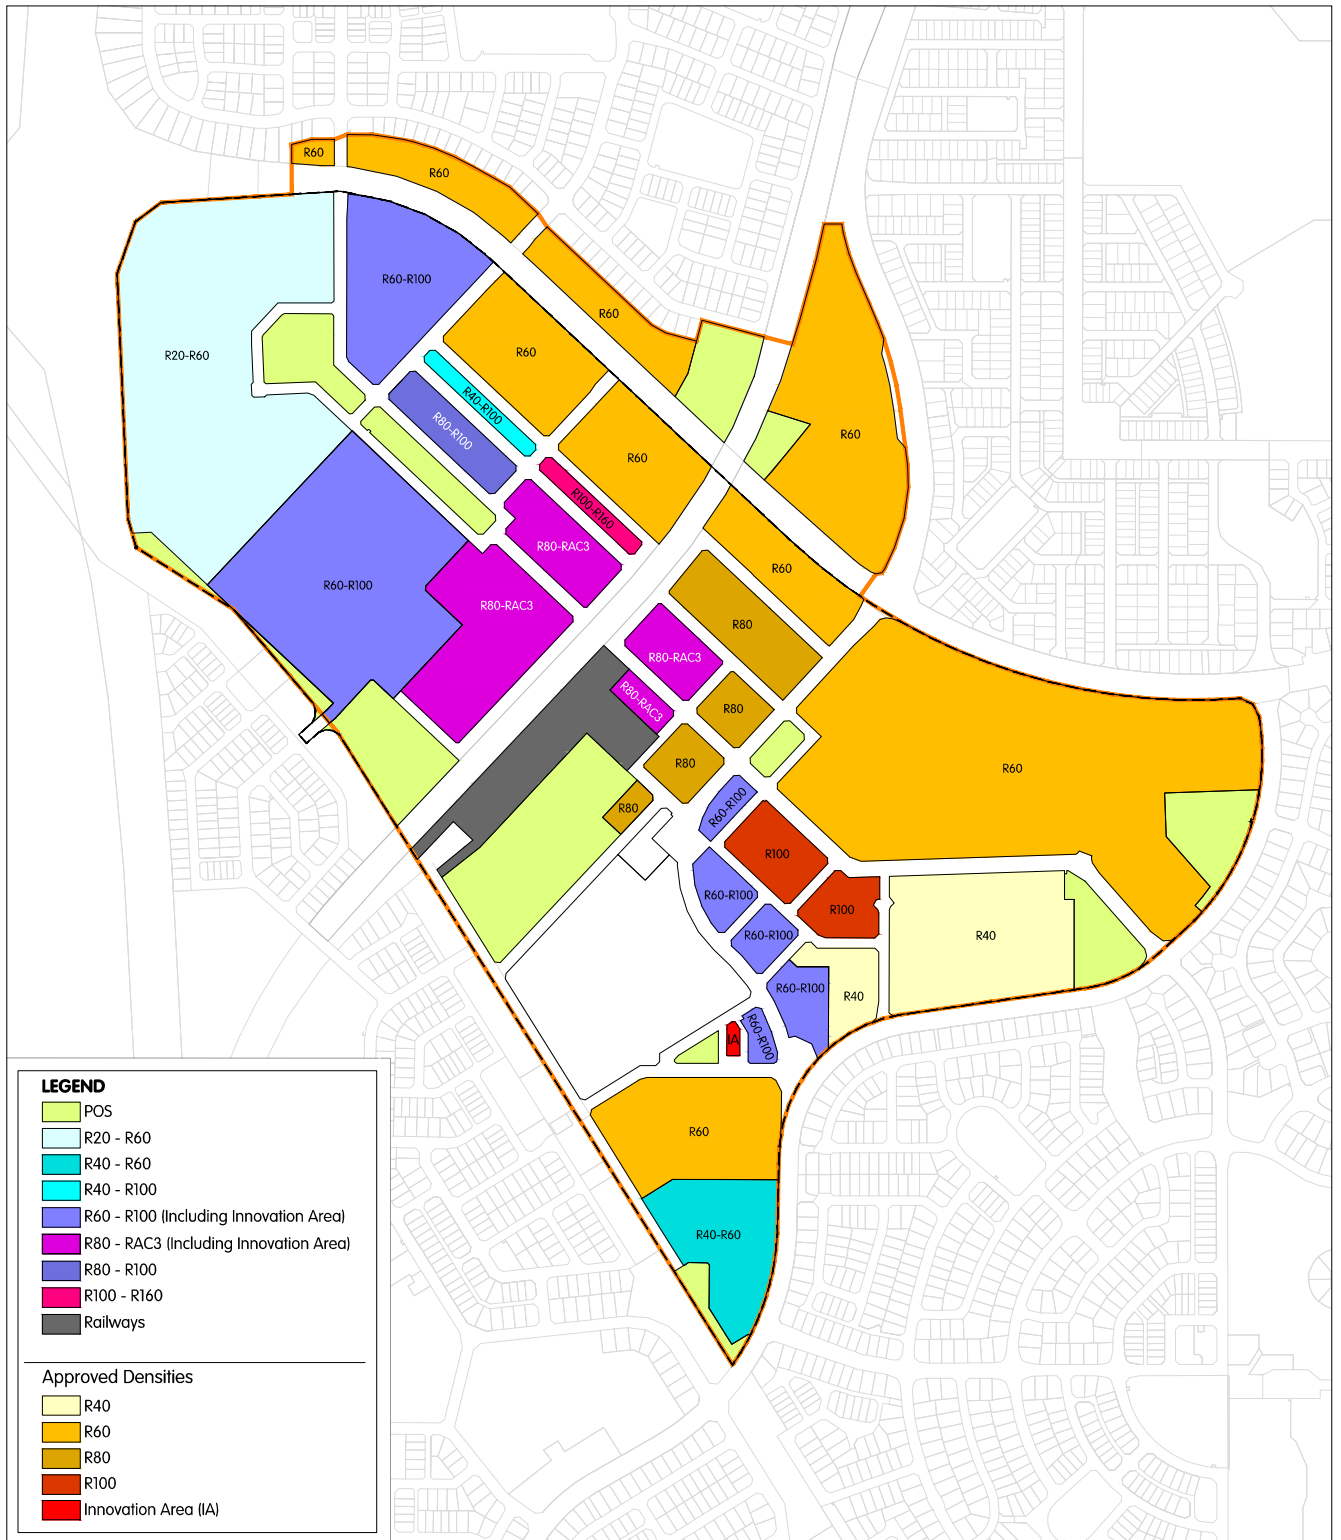 R60
R60
R60-R100
R60
R20-R60
R60
R40-R100
R80-R100
R60
R60
R100-R160
R80-RAC3
R60
R60-R100
R80-RAC3
R80
R80-RAC3
R80-RAC3
R80
R80
R60
R80
R60-R100
R100
R60-R100
R100
R60-R100
R40
R60-R100
R40
IA
R60-R100
R60
R40-R60
LEGEND
POS
R20 - R60
R40 - R60
R40 - R100
R60 - R100 (Including Innovation Area)
R80 - RAC3 (Including Innovation Area)
R80 - R100
R100 - R160
Railways
Approved Densities
R40
R60
R80
R100
Innovation Area (IA)